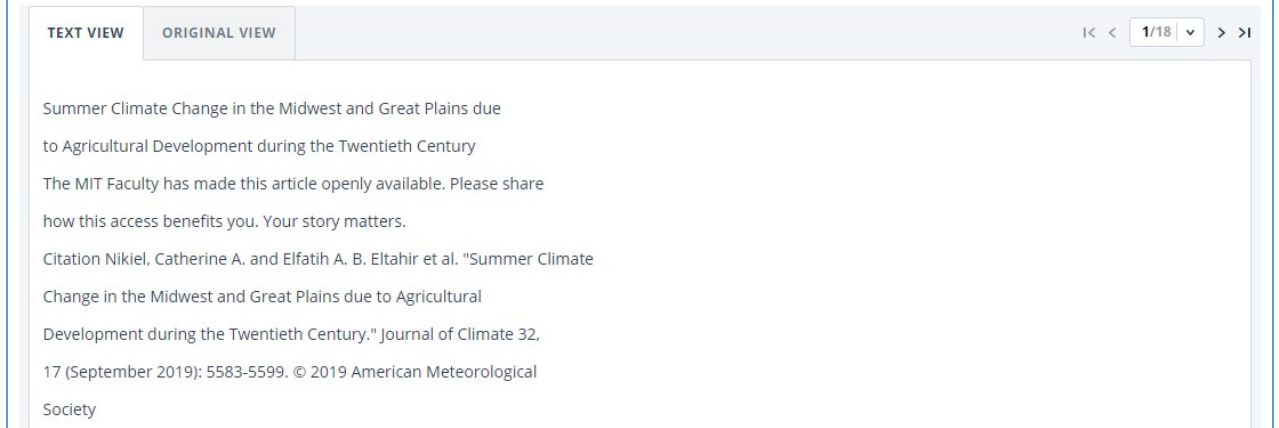 TEXT VIEW
ORIGINAL VIEW
1/18
Summer Climate Change in the Midwest and Great Plains due
to Agricultural Development during the Twentieth Century
The MIT Faculty has made this article openly available. Please share
how this access benefits you. Your story matters.
Citation Nikiel, Catherine A. and Elfatih A. B. Eltahir et al. "Summer Climate
Change in the Midwest and Great Plains due to Agricultural
Development during the Twentieth Century." Journal of Climate 32,
17 (September 2019): 5583-5599. © 2019 American Meteorological
Society